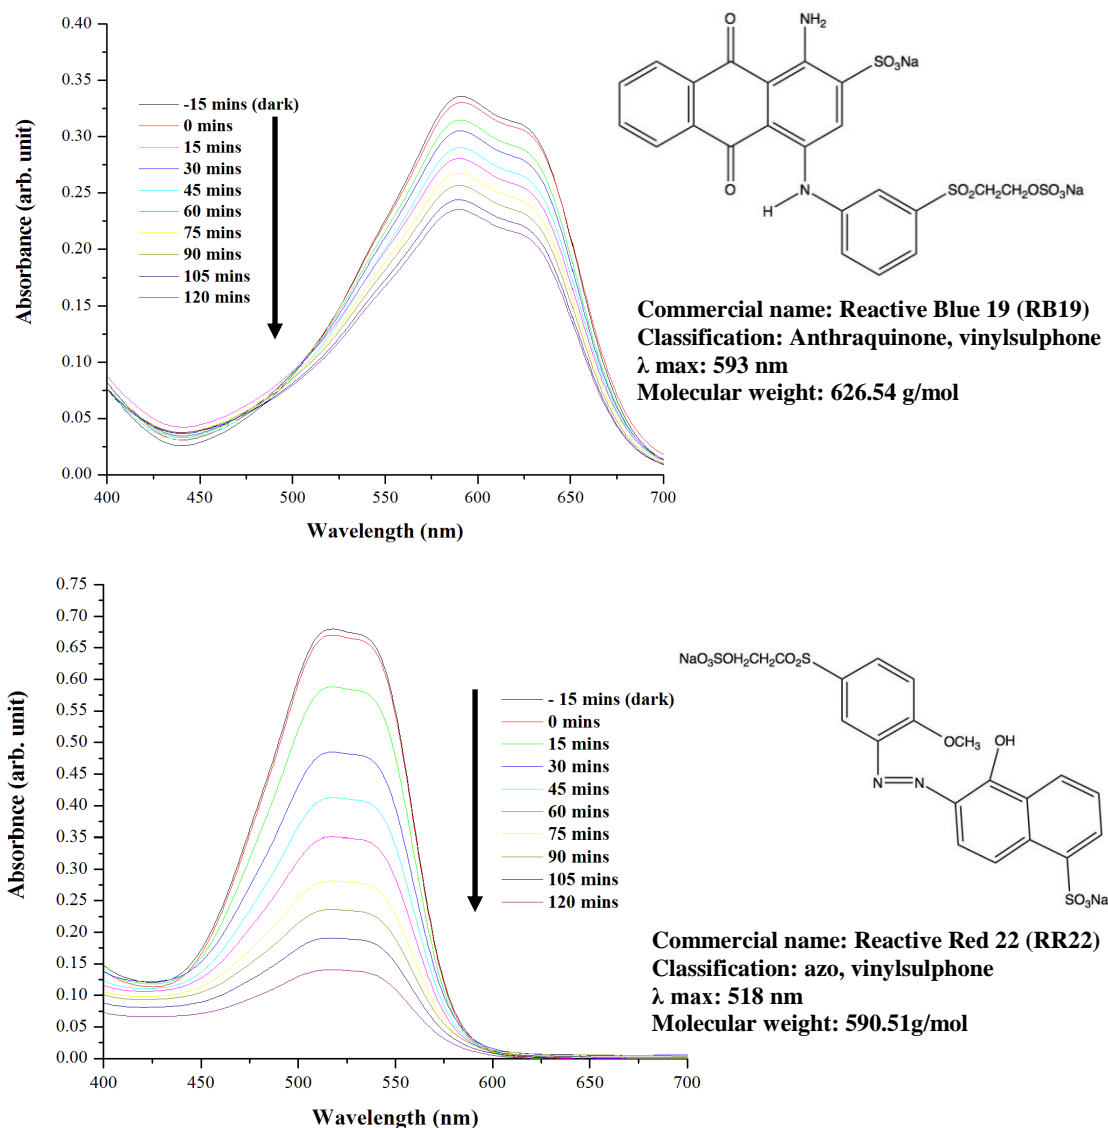 0.40
0.35
0.30
0.25
0.20
0.15
0.10
0.05
0.00
Absorbance (arb. unit)
-15 mins (dark)
0 mins
15 mins
30 mins
45 mins
60 mins
75 mins
90 mins
105 mins
120 mins
400 450 500 550 600 650 700
Wavelength (nm)
O
NH2
SO3Na
O
N
H
SO2CH2CH2OSO3Na
Commercial name: Reactive Blue 19 (RB19)
Classification: Anthraquinone, vinylsulphone
λ max: 593 nm
Molecular weight: 626.54 g/mol
0.75
0.70
0.65
0.60
0.55
0.50
0.45
0.40
0.35
0.30
0.25
0.20
0.15
0.10
0.05
0.00
Absorbnce (arb. unit)
- 15 mins (dark)
0 mins
15 mins
30 mins
45 mins
60 mins
75 mins
90 mins
105 mins
120 mins
400 450 500 550 600 650 700
Wavelength (nm)
NaO3SOH2CH2CO2S
OCH3
OH
N
N
SO3Na
Commercial name: Reactive Red 22 (RR22)
Classification: azo, vinylsulphone
λ max: 518 nm
Molecular weight: 590.51g/mol